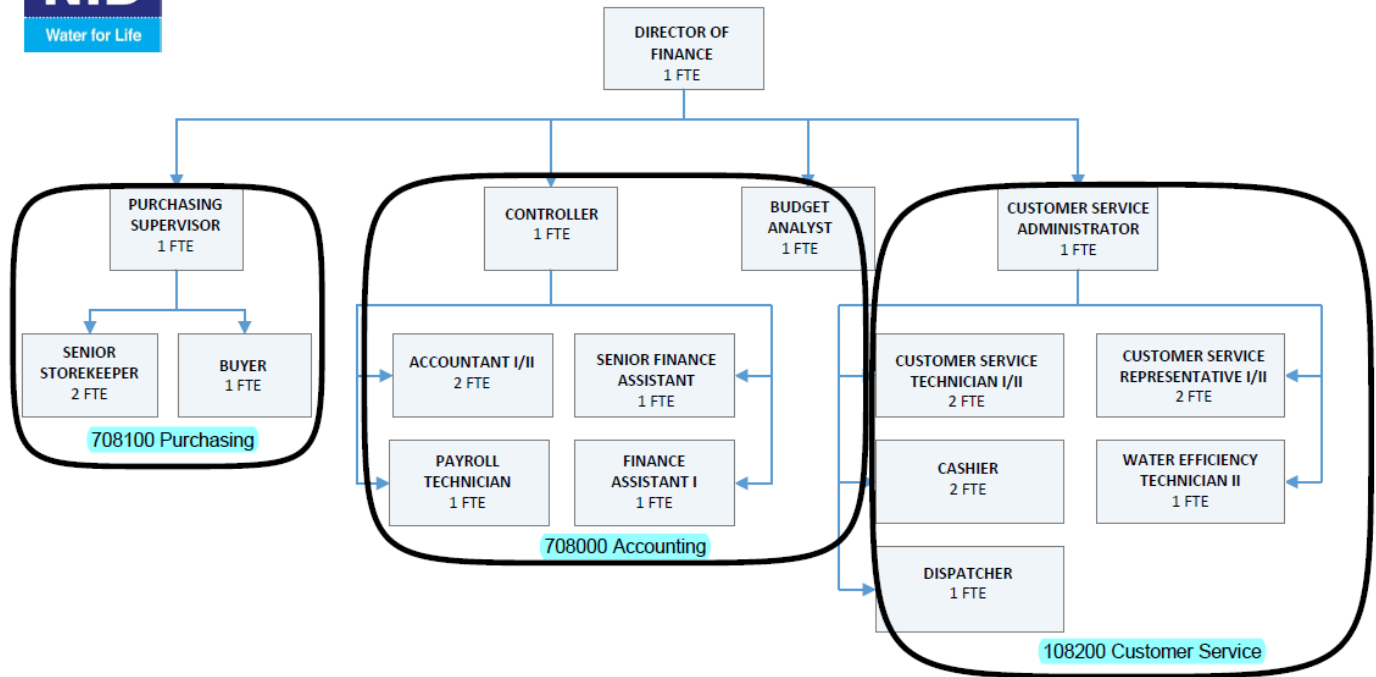 Water for Life
DIRECTOR OF
FINANCE
1 FTE
PURCHASING
SUPERVISOR
1 FTE
CONTROLLER
1 FTE
BUDGET
ANALYST
1 FTE
CUSTOMER SERVICE
ADMINISTRATOR
1 FTE
SENIOR
STOREKEEPER
2 FTE
BUYER
1 FTE
708100 Purchasing
ACCOUNTANT I/II
2 FTE
SENIOR FINANCE
ASSISTANT
1 FTE
PAYROLL
TECHNICIAN
1 FTE
FINANCE
ASSISTANT I
1 FTE
708000 Accounting
CUSTOMER SERVICE
TECHNICIAN I/II
2 FTE
CUSTOMER SERVICE
REPRESENTATIVE I/II
2 FTE
CASHIER
2 FTE
WATER EFFICIENCY
TECHNICIAN II
1 FTE
DISPATCHER
1 FTE
108200 Customer Service